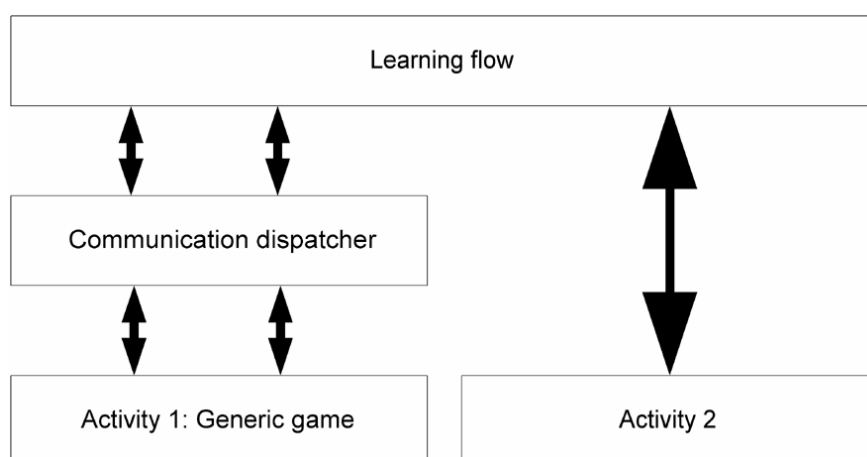 Learning flow
Communication dispatcher
Activity 1: Generic game
Activity 2